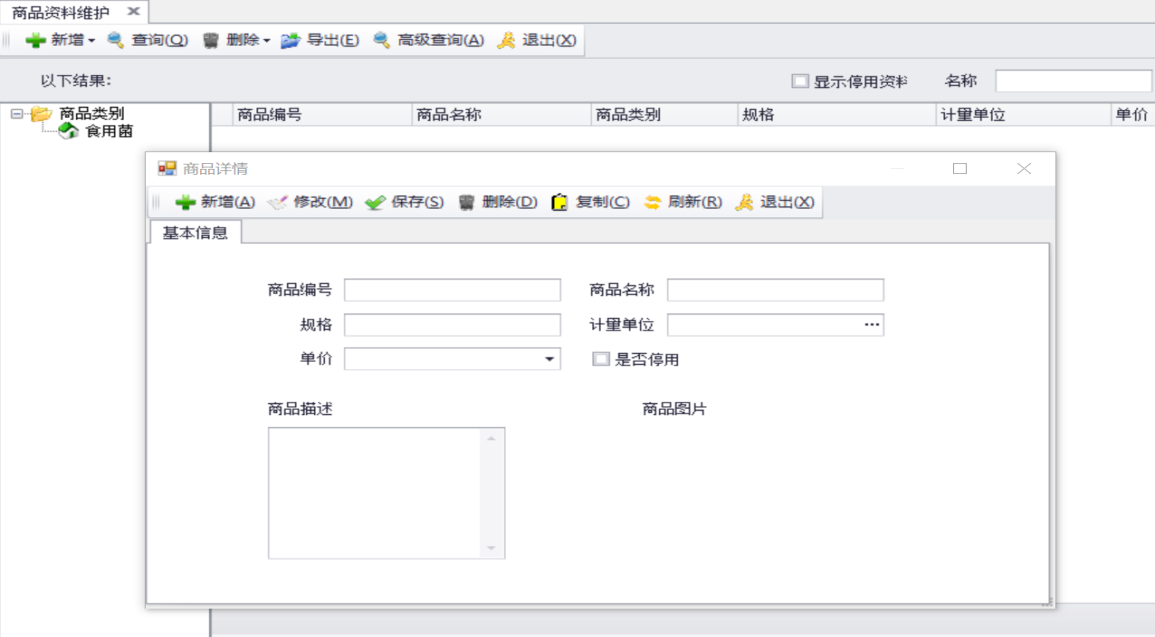 商品资料维护
新增 查询(Q) 删除 导出(E) 高级查询(A) 退出(X)
以下结果: 显示停用资料 名称
商品类别
食用菌
商品编号 商品名称 商品类别 规格 计量单位 单价
商品详情
新增(A) 修改(M) 保存(S) 删除(D) 复制(C) 刷新(R) 退出(X)
基本信息
商品编号 商品名称
规格 计量单位 ...
单价 是否停用
商品描述 商品图片